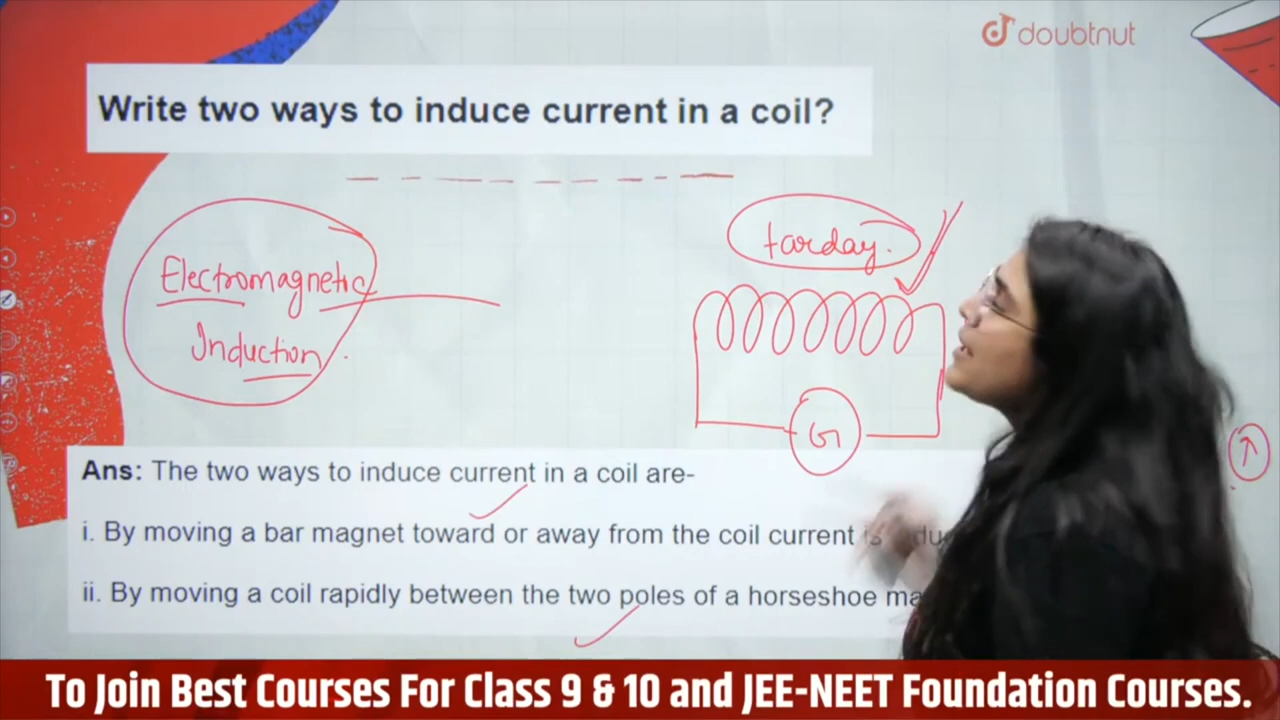 doubtnut
Write two ways to induce current in a coil?
Electromagnetic
Induction.
farday.
G
Ans: The two ways to induce current in a coil are-
i. By moving a bar magnet toward or away from the coil current is
ii. By moving a coil rapidly between the two poles of a horseshoe
To Join Best Courses For Class 9 & 10 and JEE-NEET Foundation Courses.